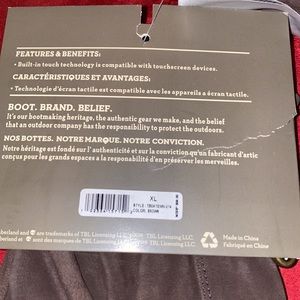 FEATURES & BENEFITS:
• Built-in touch technology is compatible with touchscreen devices.
CARACTÉRISTIQUES ET AVANTAGES:
• Technologie d'écran tactile est compatible avec les appareils a écran tactile.
BOOT. BRAND. BELIEF.
It's our bootmaking heritage, the authentic gear we make, and the belief
that an outdoor company has the responsibility to protect the outdoors.
NOS BOTTES. NOTRE MARQUE. NOTRE CONVICTION.
Notre héritage est fondé sur l' authenticité et sur la conviction qu'un fabricant d'articles
conçus pour les grands espaces a la responsabilité d'en préserver les merveilles.
XL
COLOR: BROWN
berland and are trademarks of TBL Licensing LLC.
berland et sont des marques de TBL Licensing LLC.
Made in China
Fabriqué en Chine